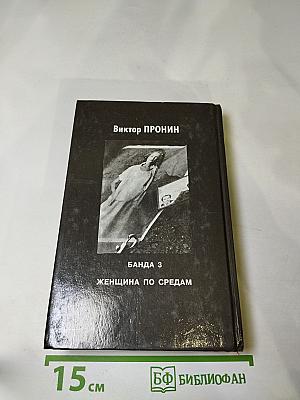 Виктор ПРОНИН
БАНДА 3
ЖЕНЩИНА ПО СРЕДАМ
15 см
БФ БИБЛИОФАН